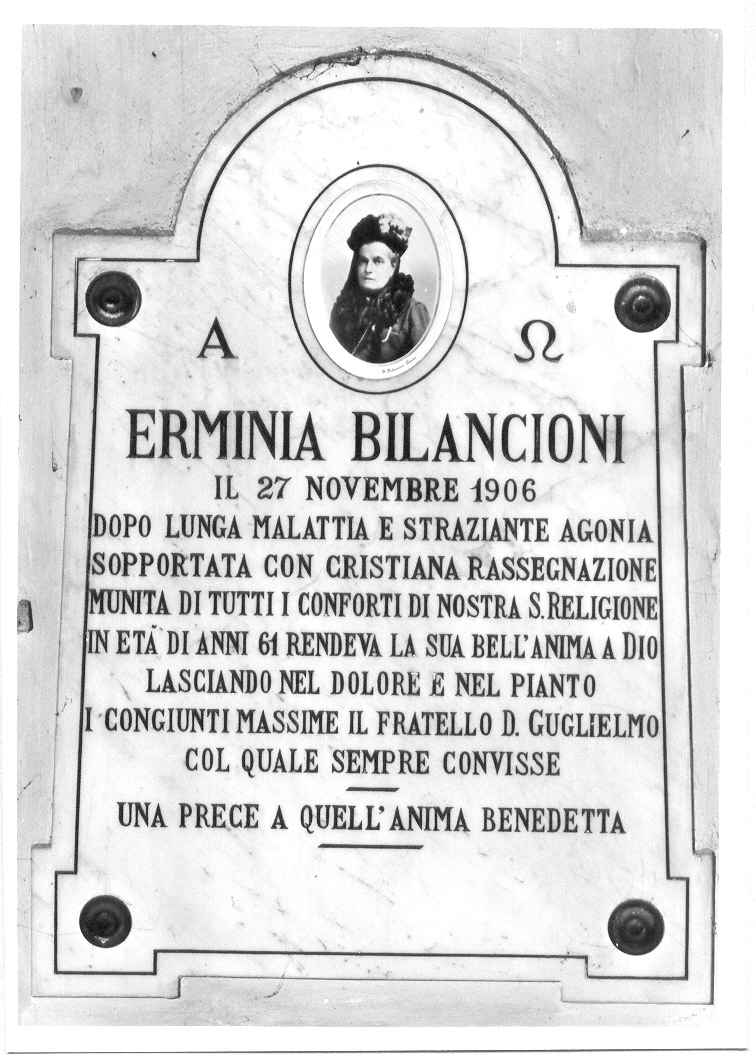 Α Ω
ERMINIA BILANCIONI
IL 27 NOVEMBRE 1906
DOPO LUNGA MALATTIA E STRAZIANTE AGONIA
SOPPORTATA CON CRISTIANA RASSEGNAZIONE
MUNITA DI TUTTI I CONFORTI DI NOSTRA S. RELIGIONE
IN ETÀ DI ANNI 61 RENDEVA LA SUA BELL'ANIMA A DIO
LASCIANDO NEL DOLORE E NEL PIANTO
I CONGIUNTI MASSIME IL FRATELLO D. GUGLIELMO
COL QUALE SEMPRE CONVISSE
UNA PRECE A QUELL'ANIMA BENEDETTA